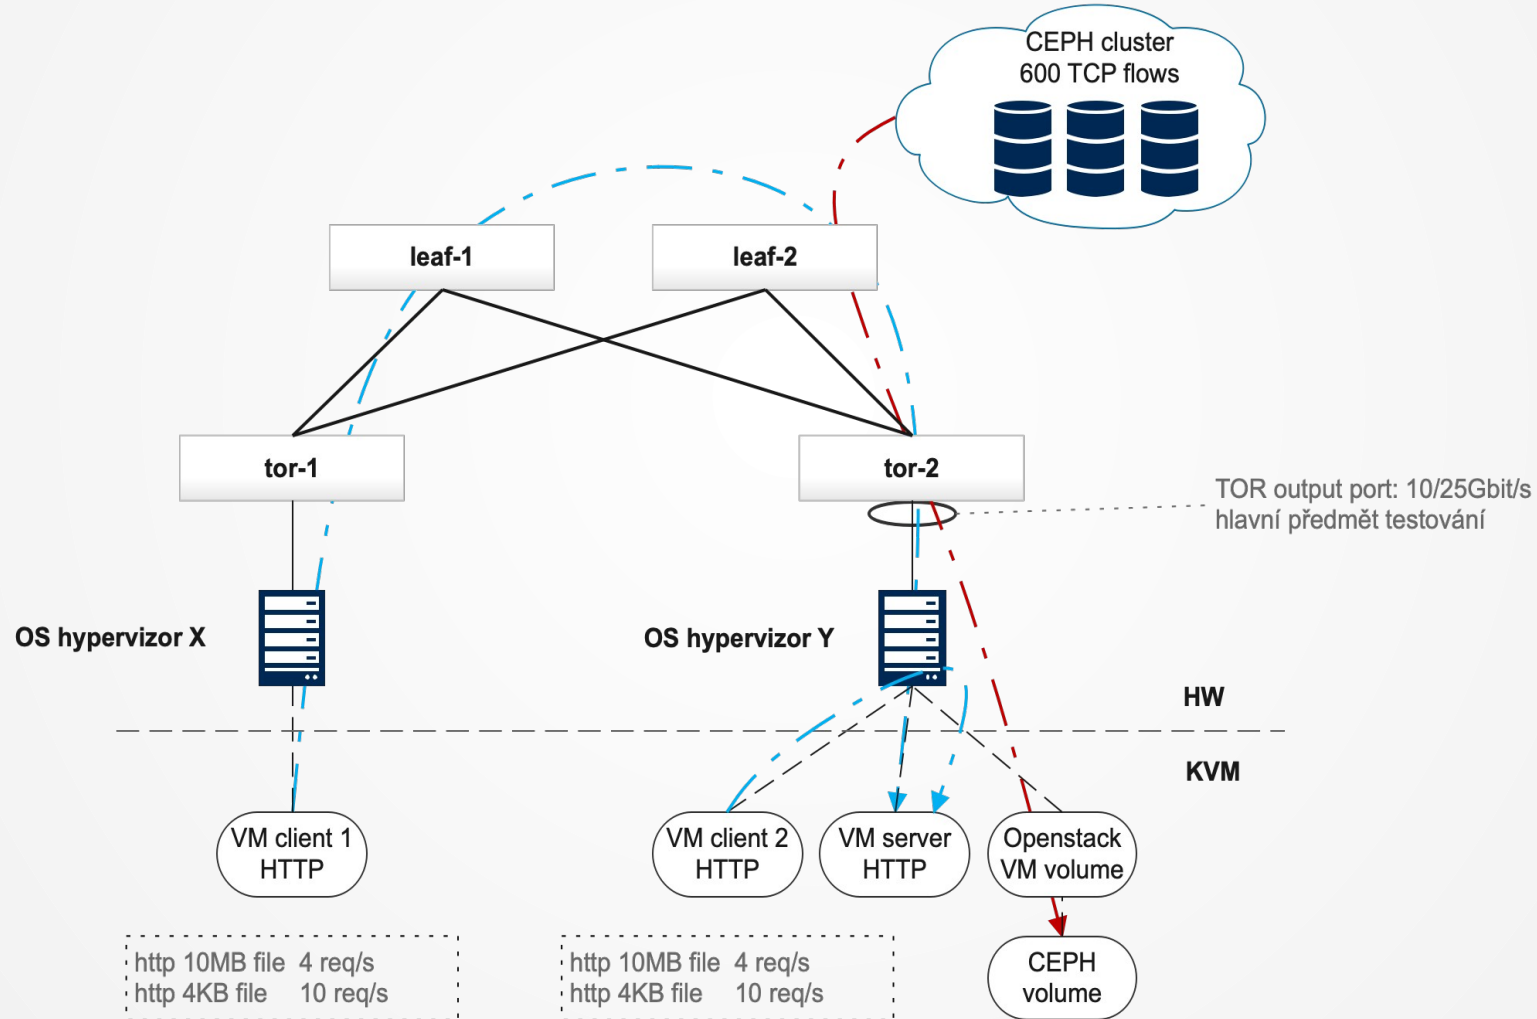 CEPH cluster
600 TCP flows
leaf-1
leaf-2
tor-1
tor-2
TOR output port: 10/25Gbit/s
hlavní předmět testování
OS hypervizor X
OS hypervizor Y
HW
KVM
VM client 1
HTTP
VM client 2
HTTP
VM server
HTTP
Openstack
VM volume
http 10MB file 4 req/s
http 4KB file 10 req/s
http 10MB file 4 req/s
http 4KB file 10 req/s
CEPH
volume